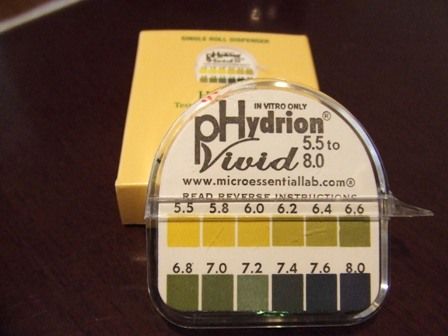 SINGLE ROLL DISPENSER
Test
IN VITRO ONLY
pHydrion®
Vivid 5.5 to 8.0
www.microessentiallab.com®
READ REVERSE INSTRUCTIONS
5.5 5.8 6.0 6.2 6.4 6.6
6.8 7.0 7.2 7.4 7.6 8.0